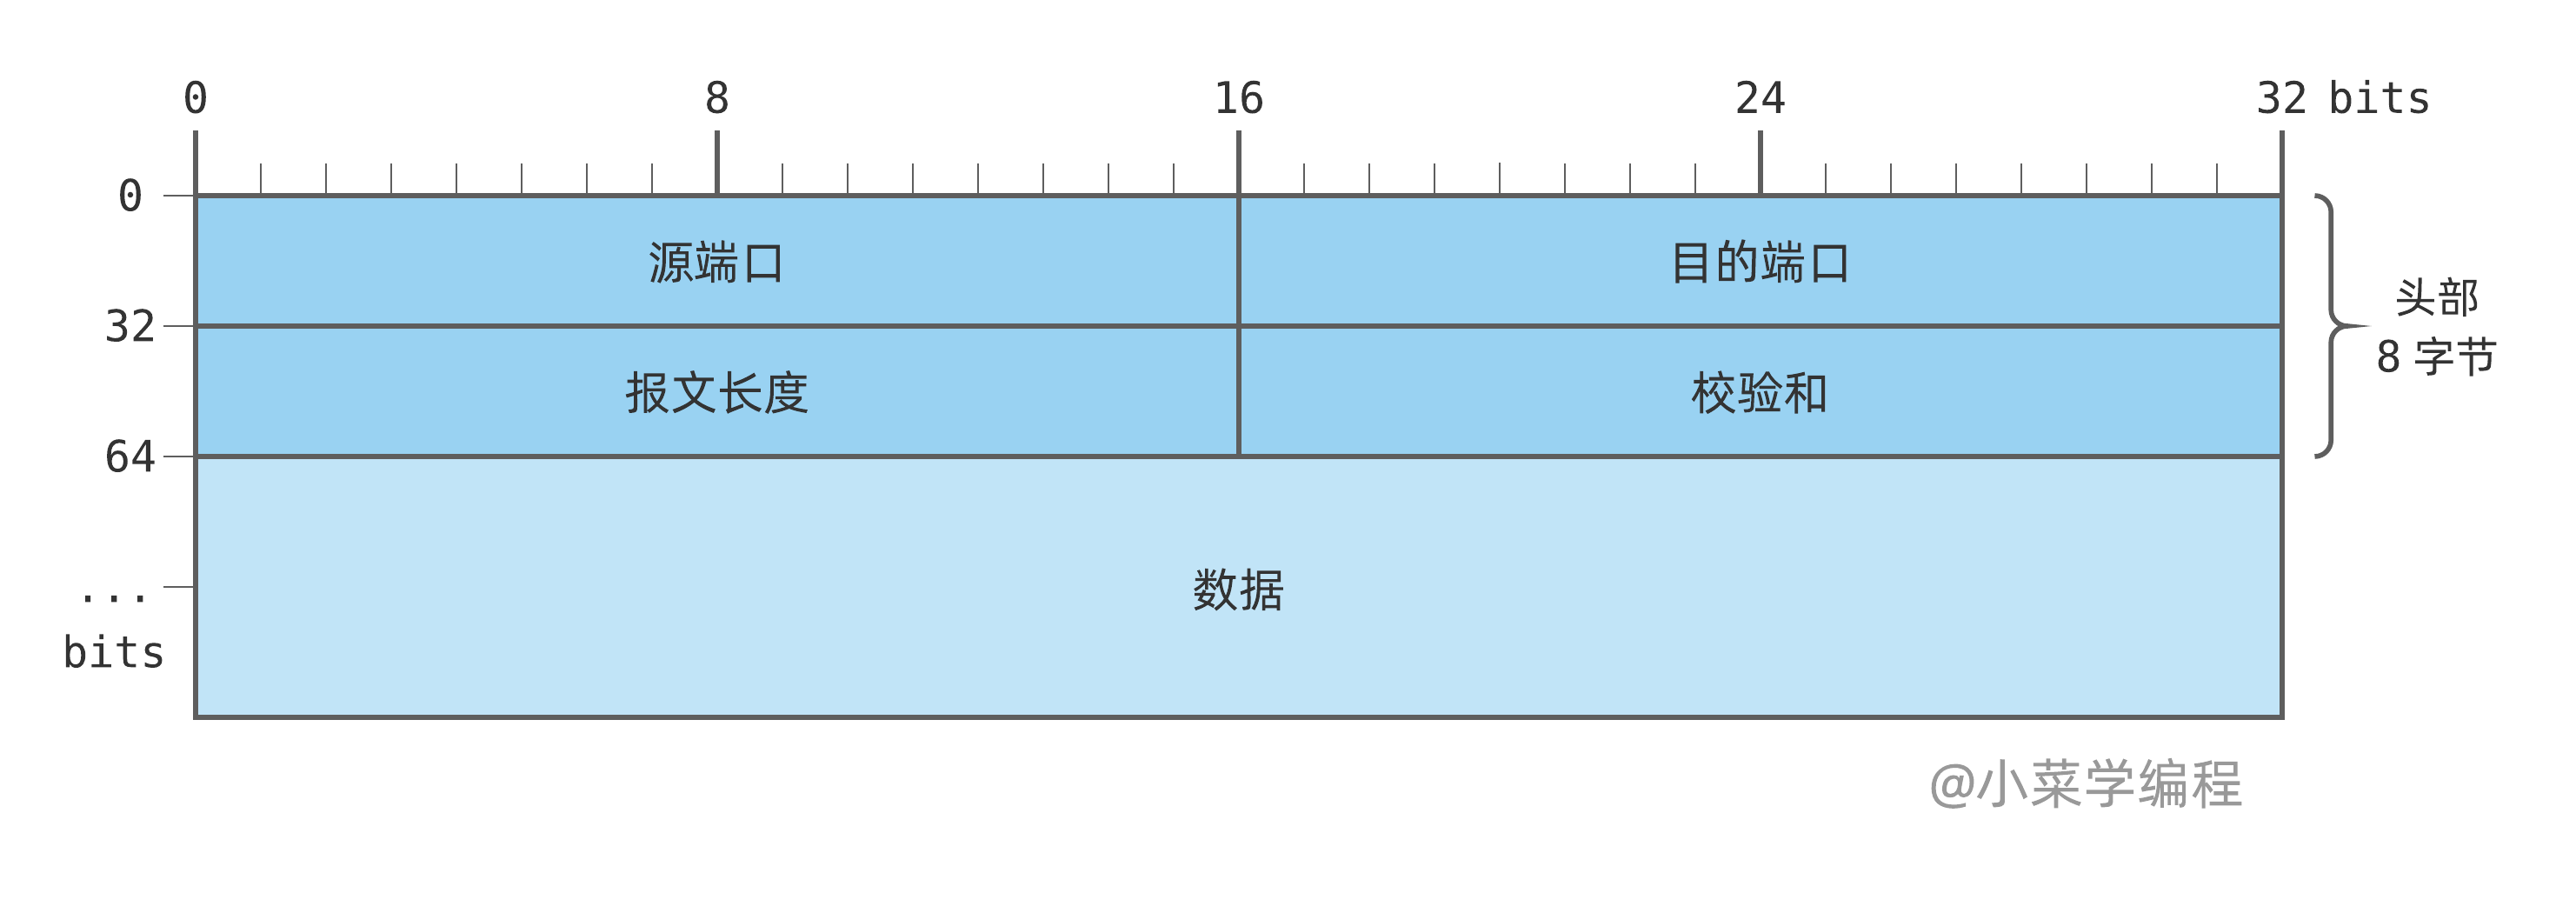 0 8 16 24 32 bits
0
源端口 目的端口
头部
32
8 字节
报文长度 校验和
64
数据
...
bits
@小菜学编程